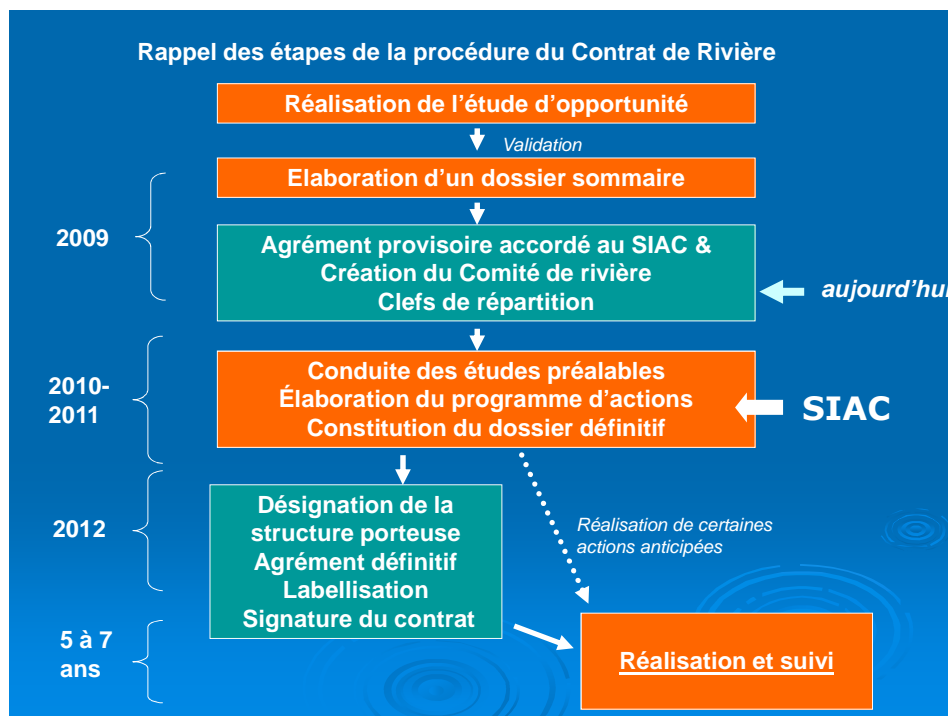 Rappel des étapes de la procédure du Contrat de Rivière
Réalisation de l'étude d'opportunité
Validation
Elaboration d'un dossier sommaire
2009
Agrément provisoire accordé au SIAC &
Création du Comité de rivière
Clefs de répartition
aujourd'hui
2010-
2011
Conduite des études préalables
Élaboration du programme d'actions
Constitution du dossier définitif
SIAC
2012
Désignation de la
structure porteuse
Agrément définitif
Labellisation
Signature du contrat
Réalisation de certaines
actions anticipées
5 à 7
ans
Réalisation et suivi